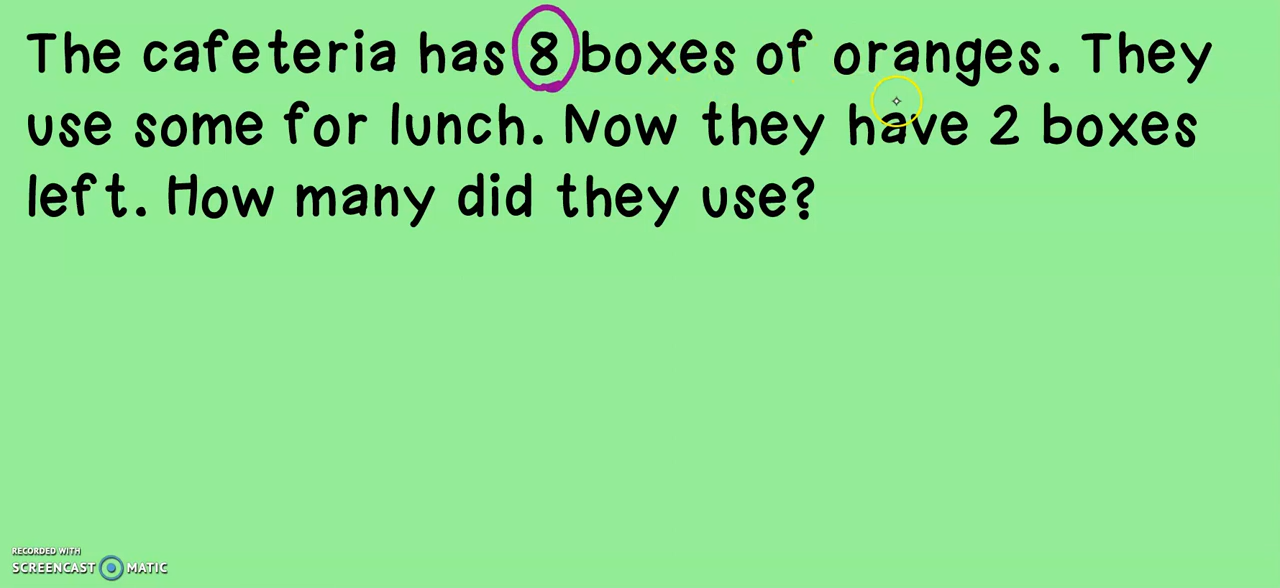 The cafeteria has 8 boxes of oranges. They
use some for lunch. Now they have 2 boxes
left. How many did they use?
RECORDED WITH
SCREENCAST MATIC